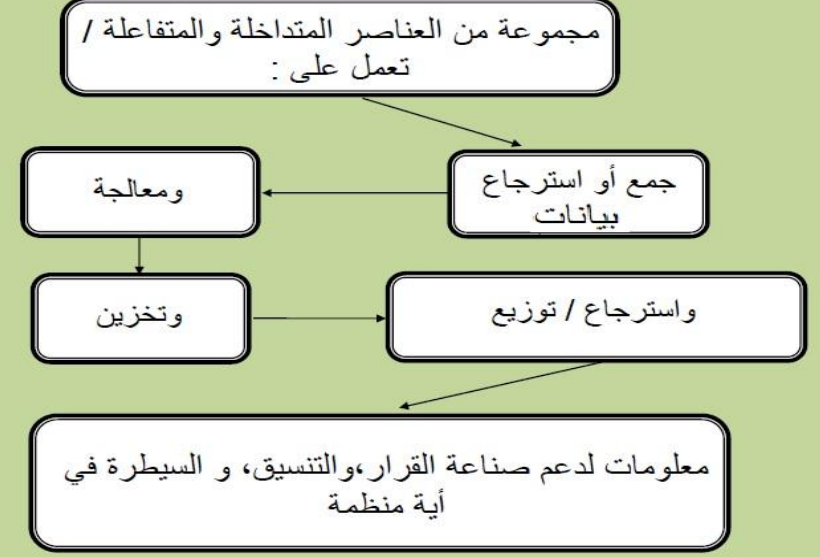 مجموعة من العناصر المتداخلة والمتفاعلة /
تعمل على :
جمع أو استرجاع
بيانات
ومعالجة
وتخزين
واسترجاع / توزيع
معلومات لدعم صناعة القرار ،والتنسيق، و السيطرة في
أية منظمة